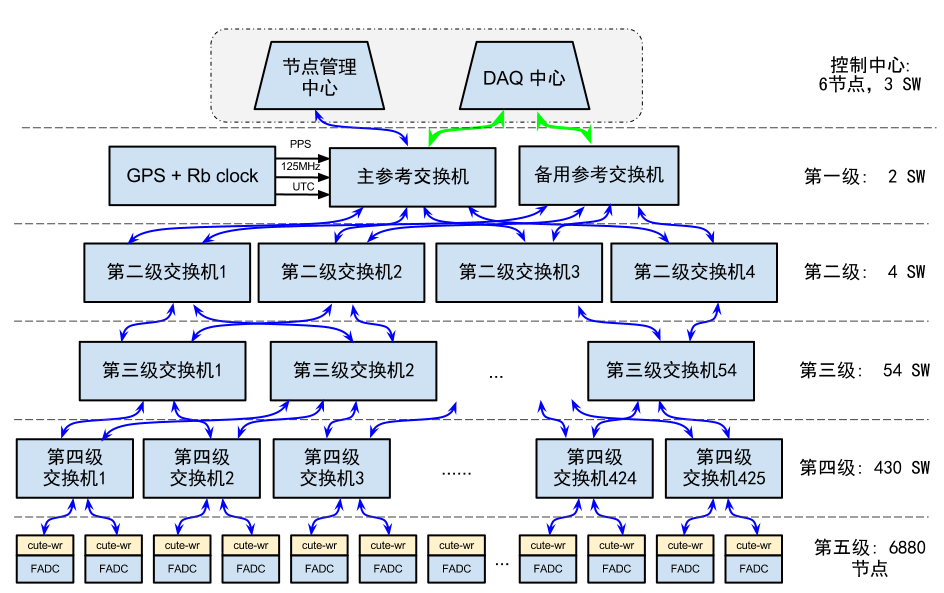 节点管理
中心
DAQ 中心
控制中心:
6节点, 3 SW
GPS + Rb clock
PPS
125MHz
UTC
主参考交换机
备用参考交换机
第一级: 2 SW
第二级交换机1
第二级交换机2
第二级交换机3
第二级交换机4
第二级: 4 SW
第三级交换机1
第三级交换机2
...
第三级交换机54
第三级: 54 SW
第四级
交换机1
第四级
交换机2
第四级
交换机3
......
第四级
交换机424
第四级
交换机425
第四级: 430 SW
cute-wr
FADC
cute-wr
FADC
cute-wr
FADC
cute-wr
FADC
cute-wr
FADC
cute-wr
FADC
cute-wr
FADC
...
cute-wr
FADC
cute-wr
FADC
cute-wr
FADC
cute-wr
FADC
第五级: 6880
节点